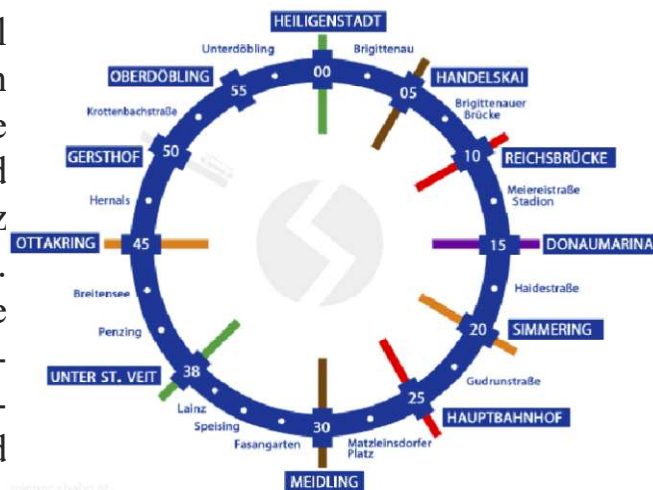 HEILIGENSTADT
00
Brigittenau
HANDELSKAI
05
Brigittenauer
Brücke
10
REICHSBRÜCKE
Meiereistraße
Stadion
15
DONAUMARINA
Haidestraße
20
SIMMERING
Gudrunstraße
25
HAUPTBAHNHOF
Matzleinsdorfer
Platz
30
MEIDLING
Fasangarten
Speising
Lainz
38
UNTER ST. VEIT
Penzing
Breitensee
45
OTTAKRING
Hernals
50
GERSTHOF
Krottenbachstraße
55
OBERDÖBLING
Unterdöbling
l
n
e
d
z
.
e
-
-
d